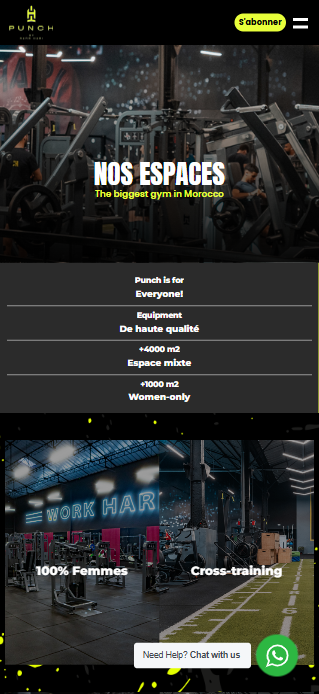 PUNCH
S'abonner
NOS ESPACES
The biggest gym in Morocco
Punch is for
Everyone!
Equipment
De haute qualité
+4000 m2
Espace mixte
+1000 m2
Women-only
WORK HAR
100% Femmes
Cross-training
Need Help? Chat with us